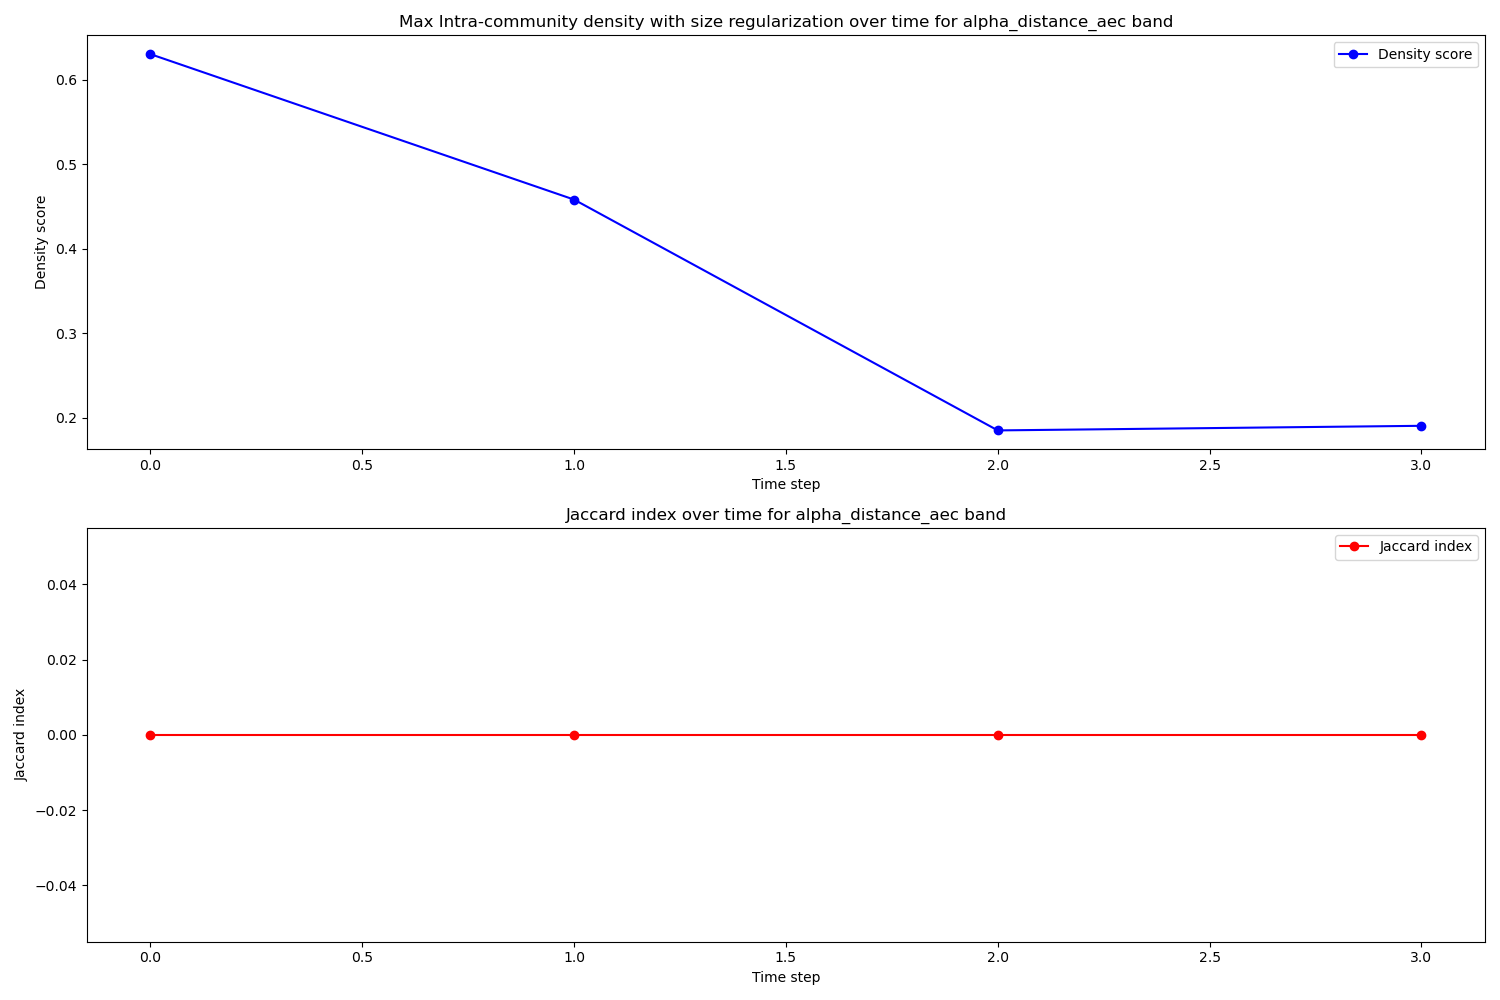 Max Intra-community density with size regularization over time for alpha_distance_aec band
Density score
0.6
0.5
0.4
0.3
0.2
Density score
0.0 0.5 1.0 1.5 2.0 2.5 3.0
Time step
Jaccard index over time for alpha_distance_aec band
Jaccard index
0.04
0.02
0.00
−0.02
−0.04
Jaccard index
0.0 0.5 1.0 1.5 2.0 2.5 3.0
Time step